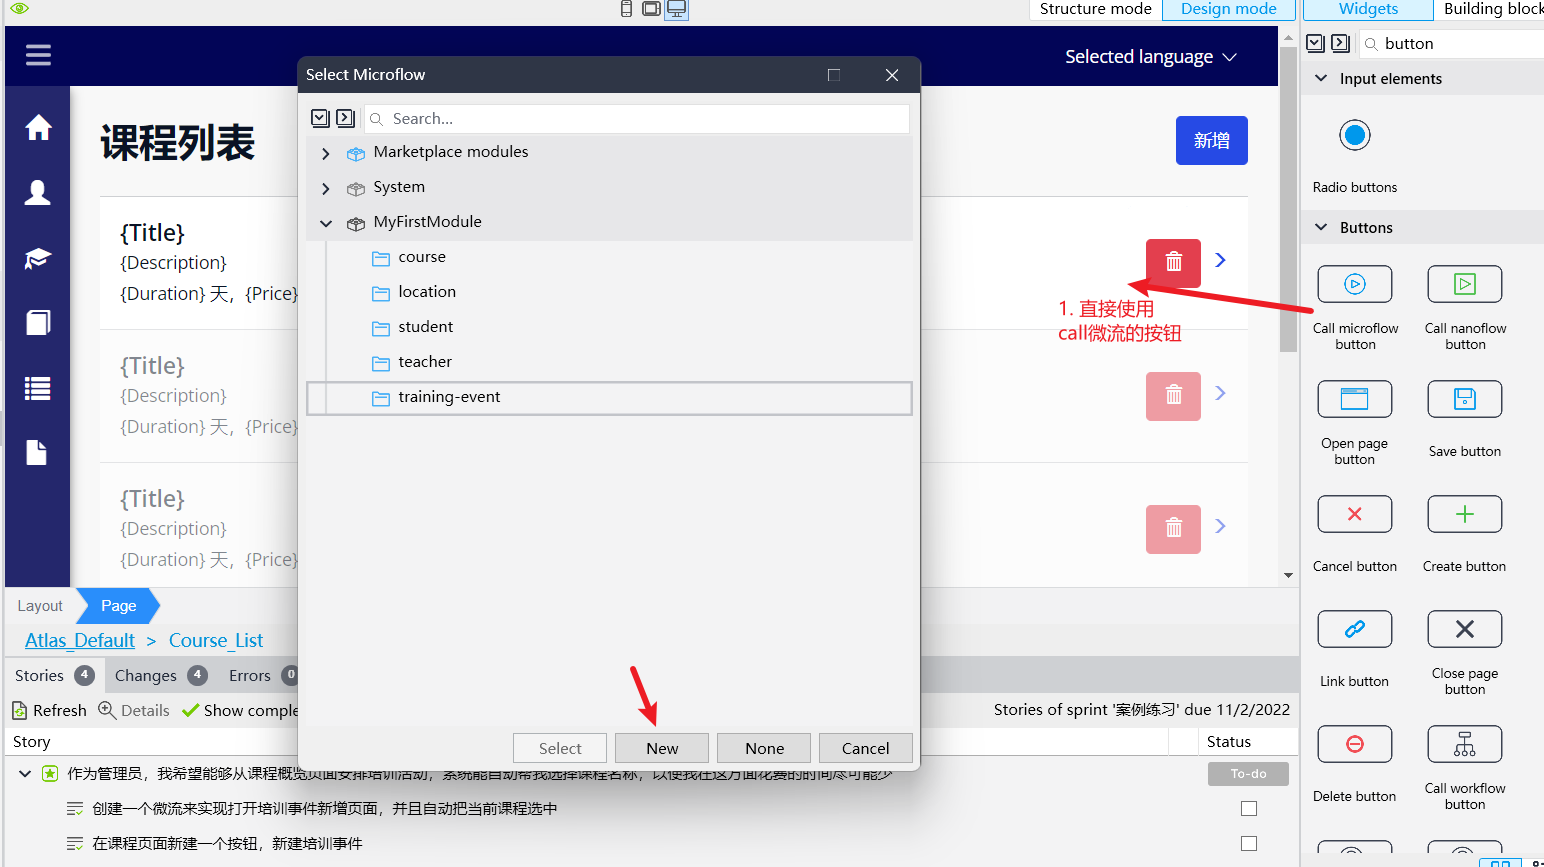 Structure mode
Design mode
Widgets
Building block
button
Selected language
Select Microflow
Search...
Marketplace modules
System
MyFirstModule
course
location
student
teacher
training-event
Select
New
None
Cancel
课程列表
新增
{Title}
{Description}
{Duration} 天, {Price}
{Title}
{Description}
{Duration} 天, {Price}
{Title}
{Description}
{Duration} 天, {Price}
1. 直接使用
call微流的按钮
Input elements
Radio buttons
Buttons
Call microflow
button
Call nanoflow
button
Open page
button
Save button
Cancel button
Create button
Link button
Close page
button
Delete button
Call workflow
button
Layout
Page
Atlas_Default > Course_List
Stories 4
Changes 4
Errors 0
Refresh
Details
Show comple
Stories of sprint '案例练习' due 11/2/2022
Story
Status
作为管理员，我希望能够从课程概览页面安排培训活动，系统能自动帮我选择课程名称，以使我在这方面花费的时间尽可能少
To-do
创建一个微流来实现打开培训事件新增页面，并且自动把当前课程选中
在课程页面新建一个按钮，新建培训事件